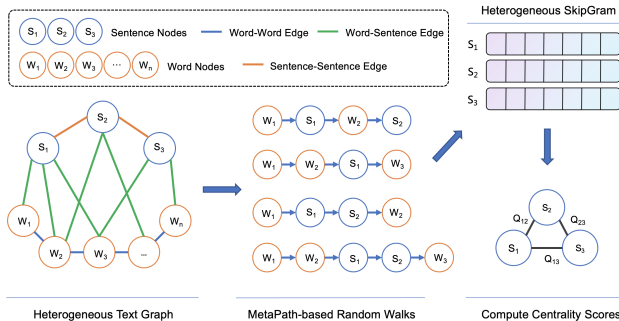 Heterogeneous SkipGram
S1 S2 S3 Sentence Nodes Word-Word Edge Word-Sentence Edge
W1 W2 W3 ... Wn Word Nodes Sentence-Sentence Edge
S1
S2
S3
S2
S1 S3
W1 Wn
W2 W3 ...
W1 S1 W2 S2
W1 W2 S1 W3
W1 S1 S2 W2
W1 W2 S1 S2 W3
S2
Q12 Q23
S1 S3
Q13
Heterogeneous Text Graph
MetaPath-based Random Walks
Compute Centrality Scores